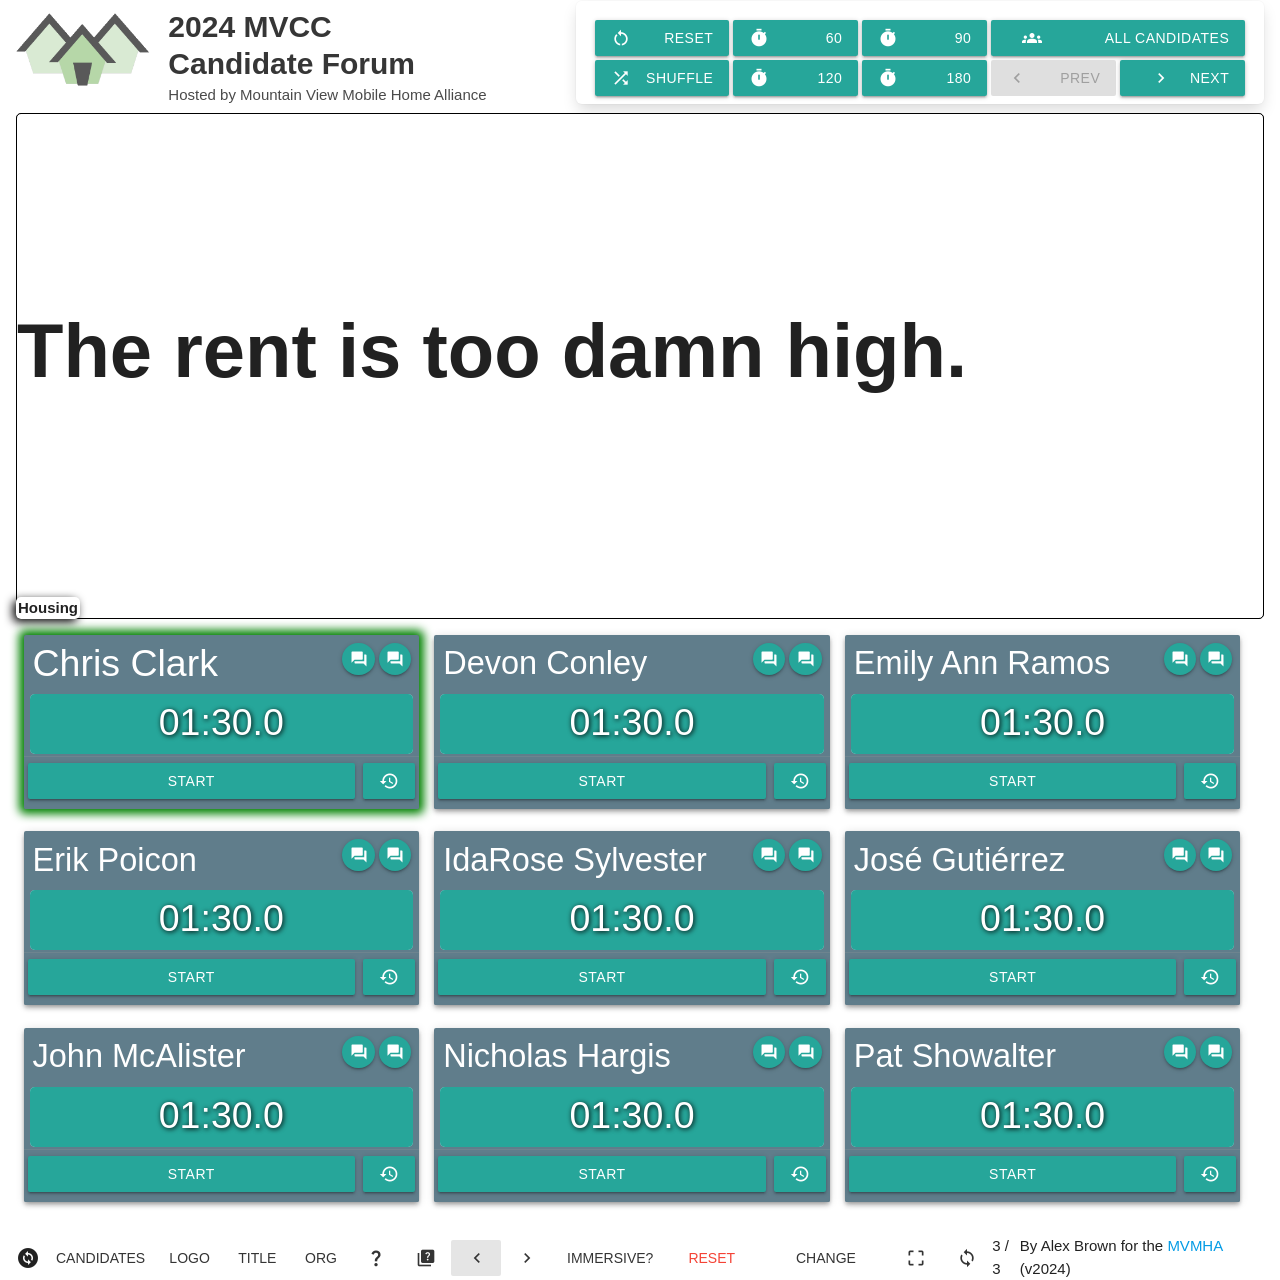 2024 MVCC
Candidate Forum
Hosted by Mountain View Mobile Home Alliance
RESET 60 90 ALL CANDIDATES
SHUFFLE 120 180 PREV NEXT
The rent is too damn high.
Housing
Chris Clark Devon Conley Emily Ann Ramos
01:30.0 01:30.0 01:30.0
START START START
Erik Poicon IdaRose Sylvester José Gutiérrez
01:30.0 01:30.0 01:30.0
START START START
John McAlister Nicholas Hargis Pat Showalter
01:30.0 01:30.0 01:30.0
START START START
CANDIDATES LOGO TITLE ORG IMMERSIVE? RESET CHANGE 3 / 3 By Alex Brown for the MVMHA (v2024)